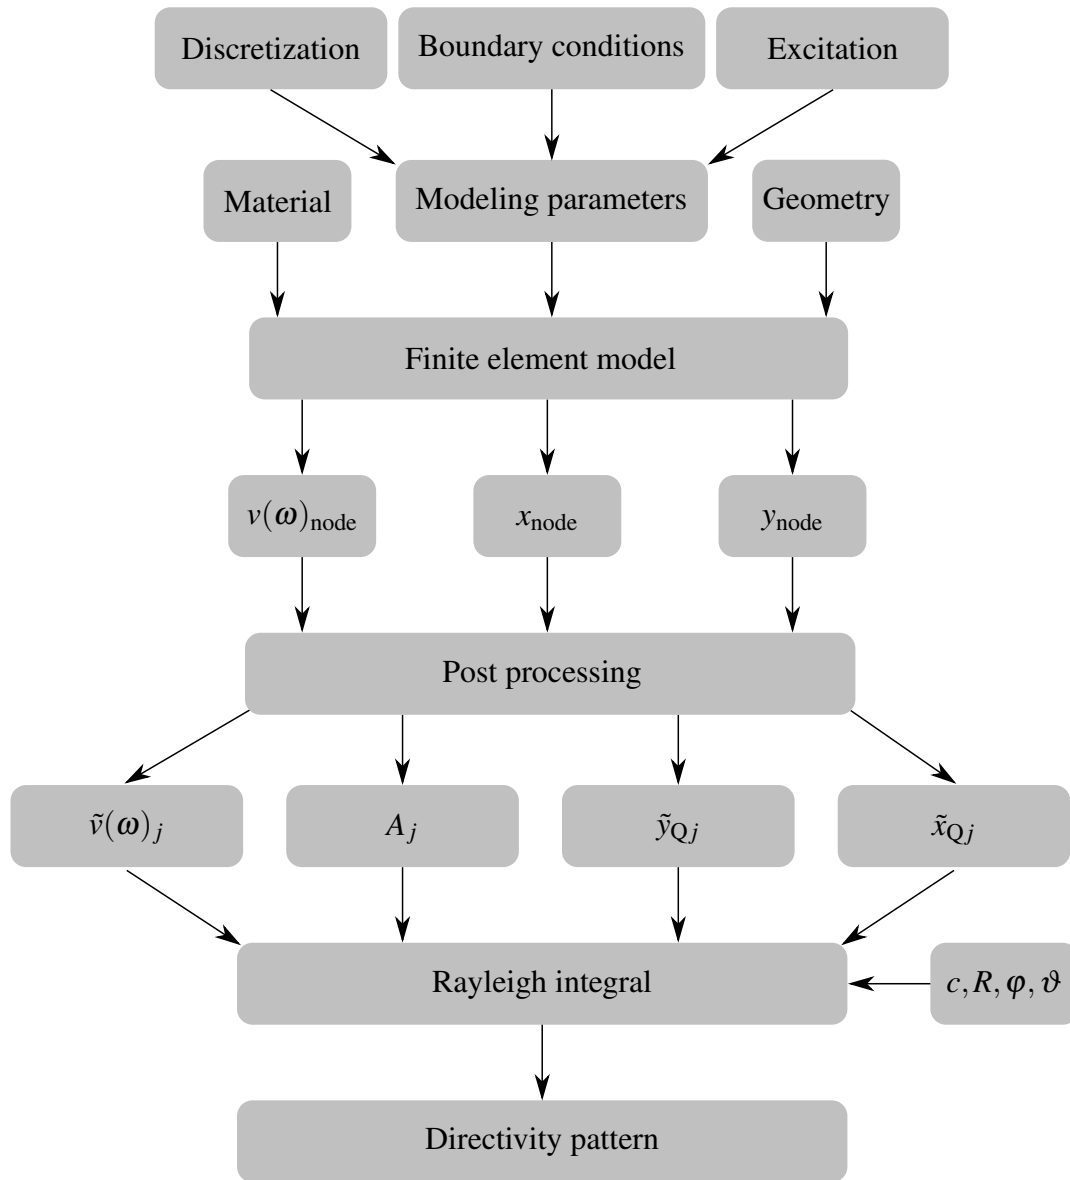 Discretization
Boundary conditions
Excitation
Material
Modeling parameters
Geometry
Finite element model
v(ω)node
xnode
ynode
Post processing
ṽ(ω)j
Aj
ỹQj
x̃Qj
Rayleigh integral
c, R, φ, ϑ
Directivity pattern